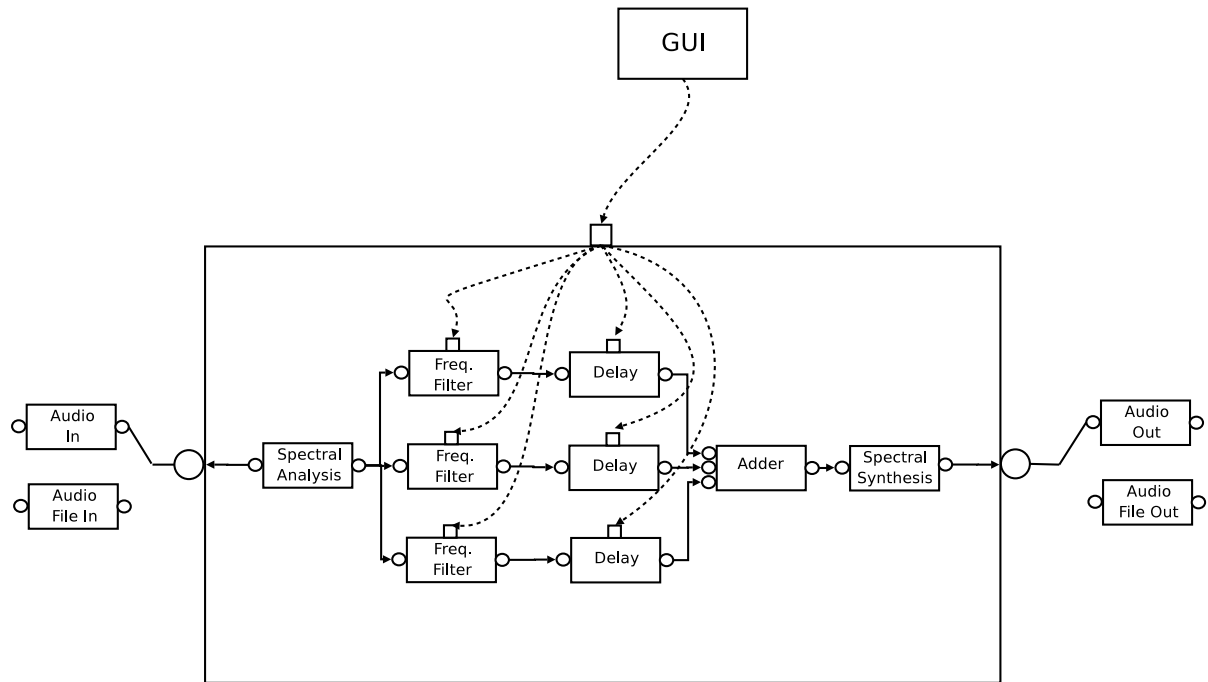 GUI
Freq.
Filter
Delay
Audio
In
Audio
Out
Spectral
Analysis
Freq.
Filter
Delay
Adder
Spectral
Synthesis
Audio
File In
Audio
File Out
Freq.
Filter
Delay